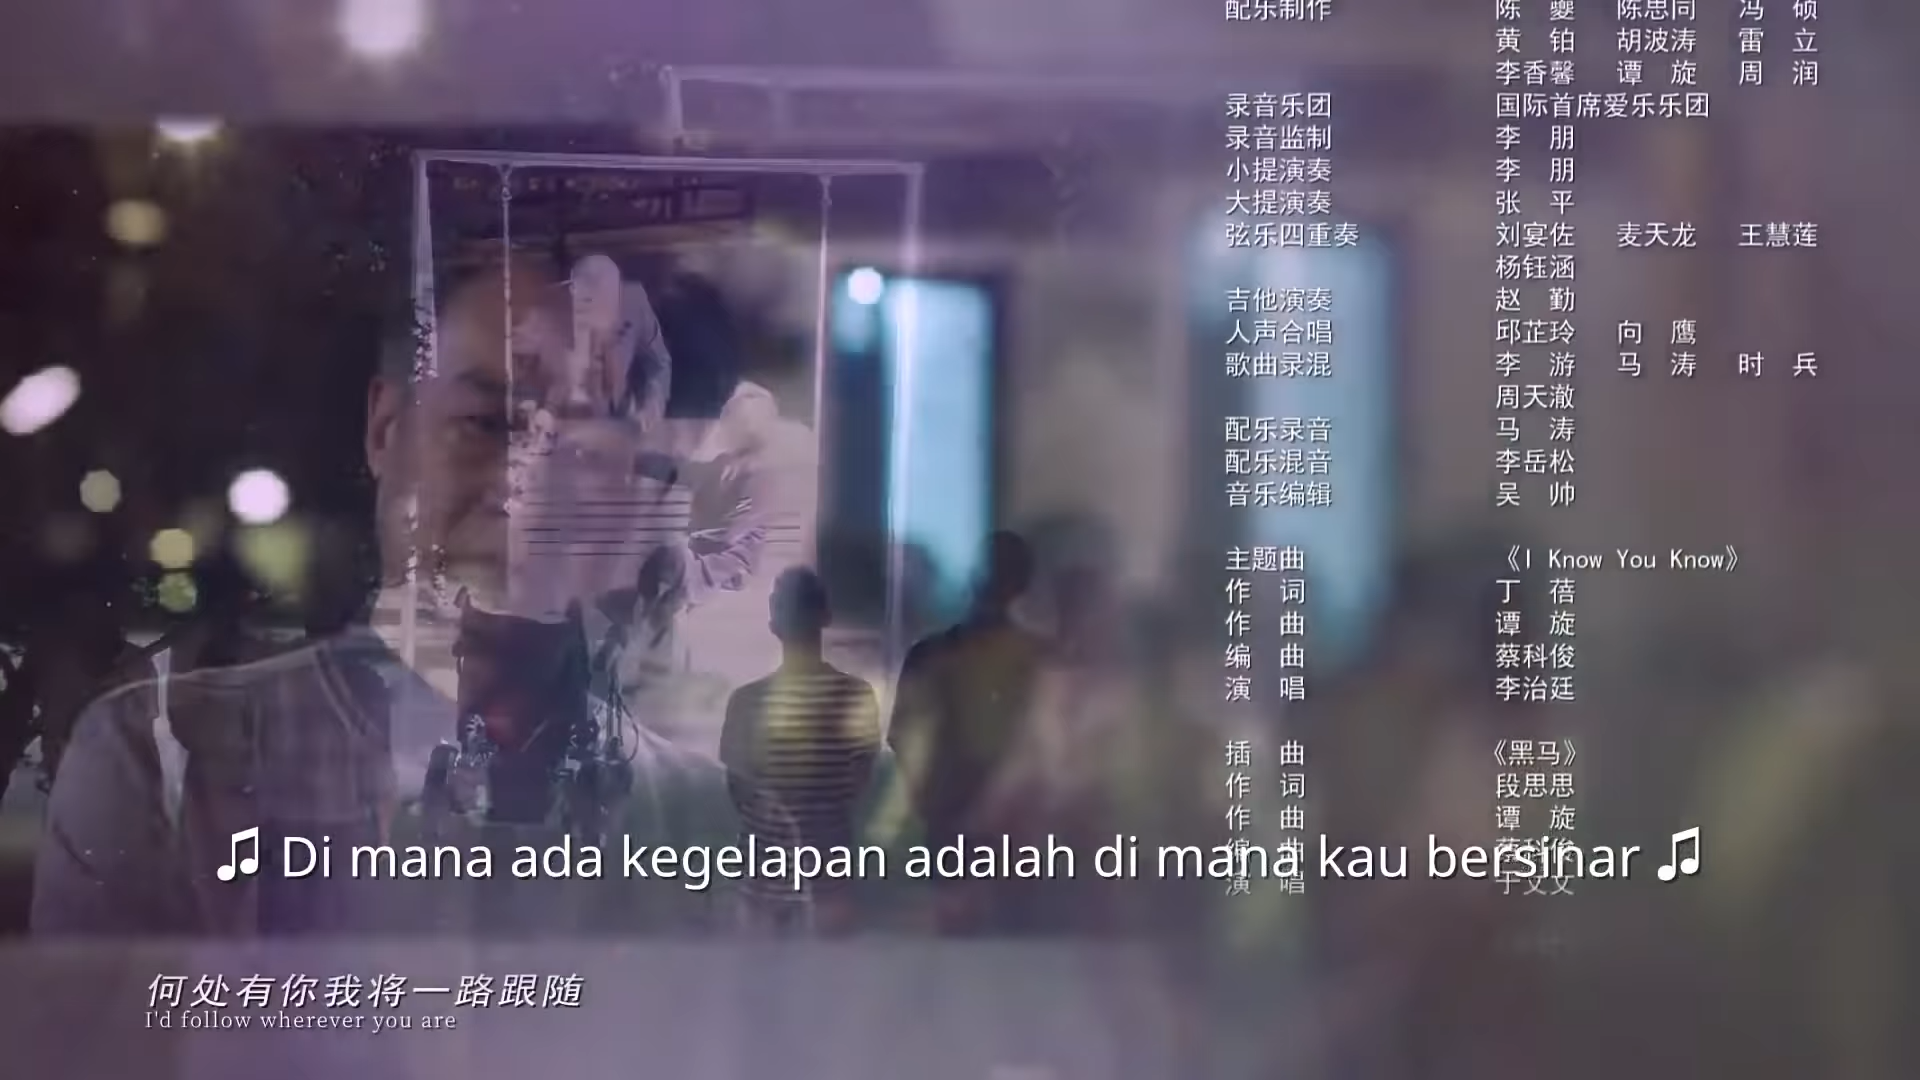 配乐制作 陈 夔 陈思同 冯 硕
黄 铂 胡波涛 雷 立
李香馨 谭 旋 周 润
录音乐团 国际首席爱乐乐团
录音监制 李 朋
小提演奏 李 朋
大提演奏 张 平
弦乐四重奏 刘宴佐 麦天龙 王慧莲
杨钰涵
吉他演奏 赵 勤
人声合唱 邱芷玲 向 鹰
歌曲录混 李 游 马 涛 时 兵
周天澈
配乐录音 马 涛
配乐混音 李岳松
音乐编辑 吴 帅
主题曲 《I Know You Know》
作 词 丁 蓓
作 曲 谭 旋
编 曲 蔡科俊
演 唱 李治廷
插 曲 《黑马》
作 词 段思思
作 曲 谭 旋
编 曲 蔡科俊
演 唱 于文文
♫ Di mana ada kegelapan adalah di mana kau bersinar ♫
何处有你我将一路跟随
I'd follow wherever you are